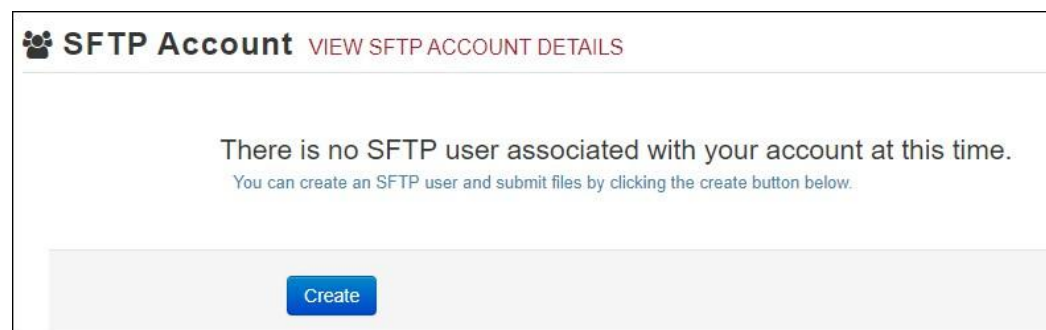 SFTP Account VIEW SFTP ACCOUNT DETAILS
There is no SFTP user associated with your account at this time.
You can create an SFTP user and submit files by clicking the create button below.
Create